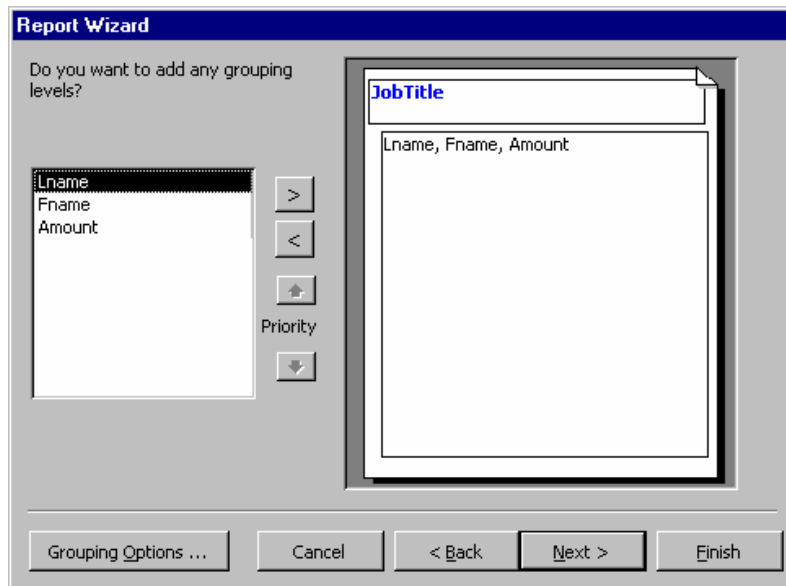 Report Wizard
Do you want to add any grouping
levels?
Lname
Fname
Amount
>
<
Priority
JobTitle
Lname, Fname, Amount
Grouping Options ...
Cancel
< Back
Next >
Finish